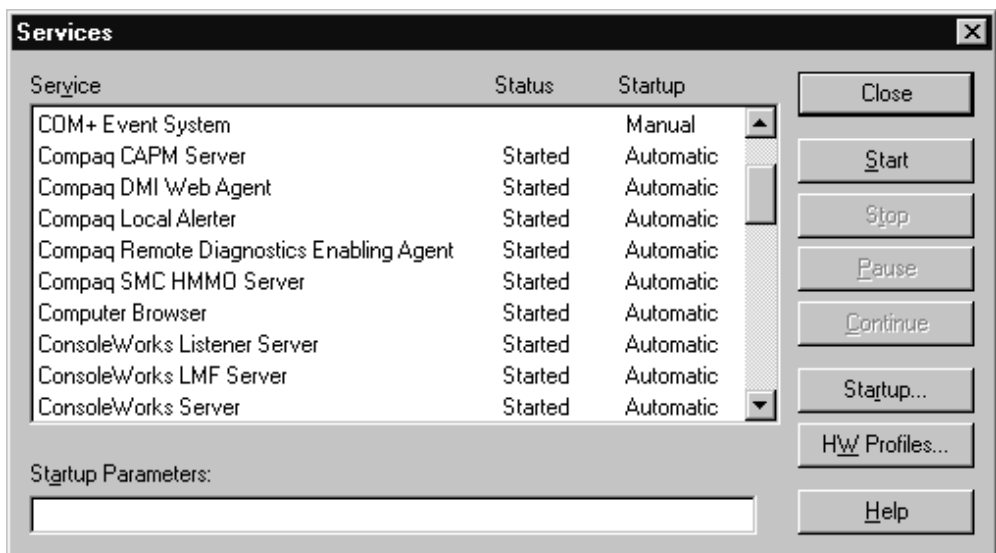 Services
Service Status Startup
COM+ Event System Manual
Compaq CAPM Server Started Automatic
Compaq DMI Web Agent Started Automatic
Compaq Local Alerter Started Automatic
Compaq Remote Diagnostics Enabling Agent Started Automatic
Compaq SMC HMMO Server Started Automatic
Computer Browser Started Automatic
ConsoleWorks Listener Server Started Automatic
ConsoleWorks LMF Server Started Automatic
ConsoleWorks Server Started Automatic
Startup Parameters:
Close
Start
Stop
Pause
Continue
Startup...
HW Profiles...
Help